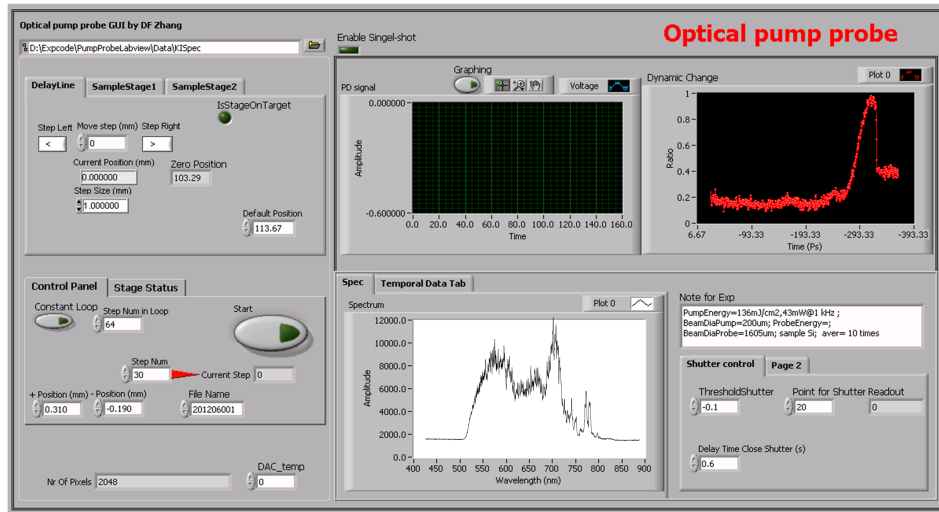 Optical pump probe GUI by DF Zhang
Optical pump probe
D:\Expcode\PumpProbeLabview\Data\KISpec
Enable Singel-shot
DelayLine SampleStage1 SampleStage2
IsStageOnTarget
Step Left Move step (mm) Step Right
< 0 >
Current Position (mm) Zero Position
0.000000 103.29
Step Size (mm)
1.000000
Default Position
113.67
Graphing
PD signal Voltage
0.000000
Amplitude
-0.600000
0.0 20.0 40.0 60.0 80.0 100.0 120.0 140.0 160.0
Time
Dynamic Change Plot 0
1
0.8
0.6
0.4
0.2
0
Ratio
6.67 -93.33 -193.33 -293.33 -393.33
Time (Ps)
Control Panel Stage Status
Constant Loop Step Num in Loop Start
64
Step Num
30 Current Step 0
+ Position (mm) - Position (mm) File Name
0.310 -0.190 201206001
DAC_temp
Nr Of Pixels 2048 0
Spec Temporal Data Tab
Spectrum Plot 0
12000.0
10000.0
8000.0
6000.0
4000.0
2000.0
0.0
Amplitude
400 450 500 550 600 650 700 750 800 850 900
Wavelength (nm)
Note for Exp
PumpEnergy=136mJ/cm2,43mW@1 kHz ;
BeamDiaPump=200um; ProbeEnergy=;
BeamDiaProbe=1605um; sample Si; aver= 10 times
Shutter control Page 2
ThresholdShutter Point for Shutter Readout
-0.1 20 0
Delay Time Close Shutter (s)
0.6